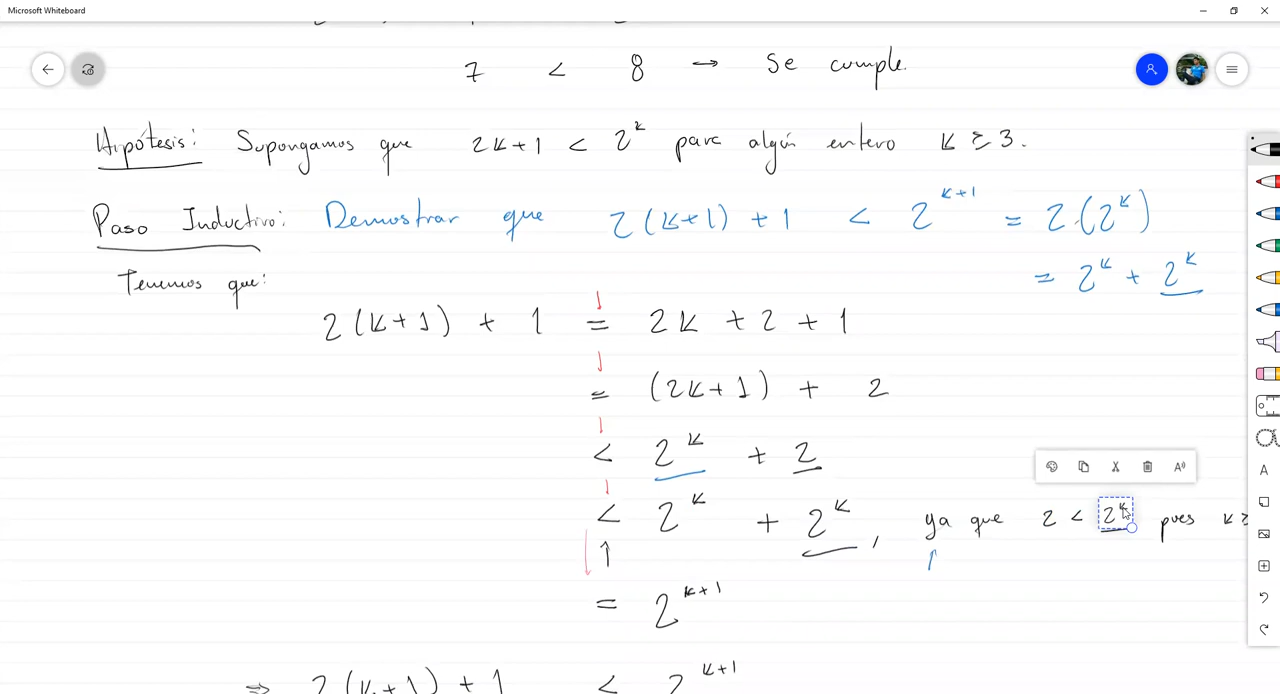 Microsoft Whiteboard
7 < 8 → Se cumple.
Hipótesis: Supongamos que 2k+1 < 2^k para algún entero k ≥ 3.
Paso Inductivo: Demostrar que 2(k+1) + 1 < 2^{k+1} = 2·(2^k)
= 2^k + 2^k
Tenemos que:
2(k+1) + 1 = 2k + 2 + 1
= (2k+1) + 2
< 2^k + 2
< 2^k + 2^k, ya que 2 < 2^k pues k ≥
= 2^{k+1}
⇒ 2(k+1) + 1 < 2^{k+1}